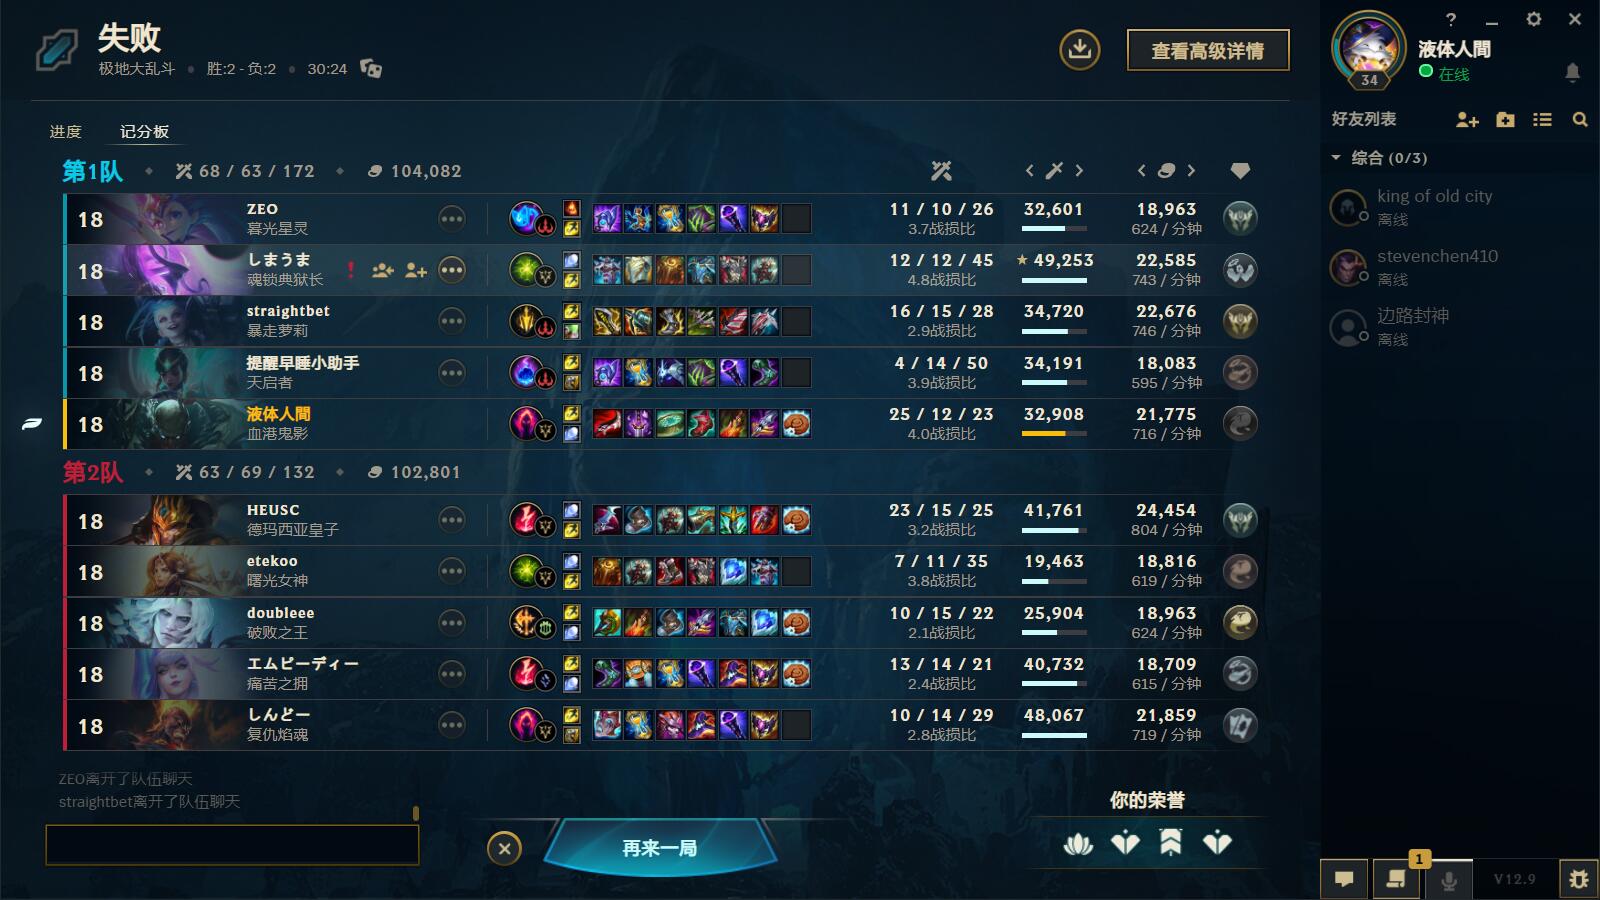 失败
极地大乱斗 • 胜:2 - 负:2 • 30:24
查看高级详情
进度 记分板
第1队 68 / 63 / 172 104,082
18 ZEO 11 / 10 / 26 32,601 18,963
暮光星灵 3.7战损比 624 / 分钟
18 しまうま 12 / 12 / 45 49,253 22,585
魂锁典狱长 4.8战损比 743 / 分钟
18 straightbet 16 / 15 / 28 34,720 22,676
暴走萝莉 2.9战损比 746 / 分钟
18 提醒早睡小助手 4 / 14 / 50 34,191 18,083
天启者 3.9战损比 595 / 分钟
18 液体人間 25 / 12 / 23 32,908 21,775
血港鬼影 4.0战损比 716 / 分钟
第2队 63 / 69 / 132 102,801
18 HEUSC 23 / 15 / 25 41,761 24,454
德玛西亚皇子 3.2战损比 804 / 分钟
18 etekoo 7 / 11 / 35 19,463 18,816
曙光女神 3.8战损比 619 / 分钟
18 doubleee 10 / 15 / 22 25,904 18,963
破败之王 2.1战损比 624 / 分钟
18 エムピーディー 13 / 14 / 21 40,732 18,709
痛苦之拥 2.4战损比 615 / 分钟
18 しんどー 10 / 14 / 29 48,067 21,859
复仇焰魂 2.8战损比 719 / 分钟
ZEO离开了队伍聊天
straightbet离开了队伍聊天
再来一局
你的荣誉
液体人間
34
在线
好友列表
综合 (0/3)
king of old city
离线
stevenchen410
离线
边路封神
离线
1
V12.9